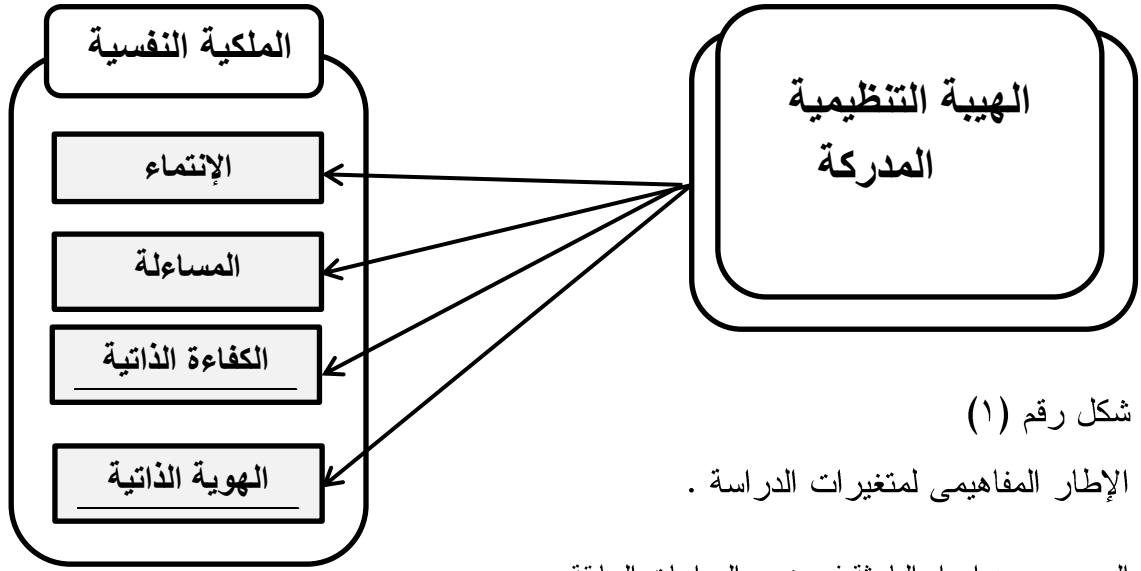 الملكية النفسية
الهيبة التنظيمية
المدركة
الإنتماء
المساءلة
الكفاءة الذاتية
الهوية الذاتية
شكل رقم (١)
الإطار المفاهيمى لمتغيرات الدراسة .